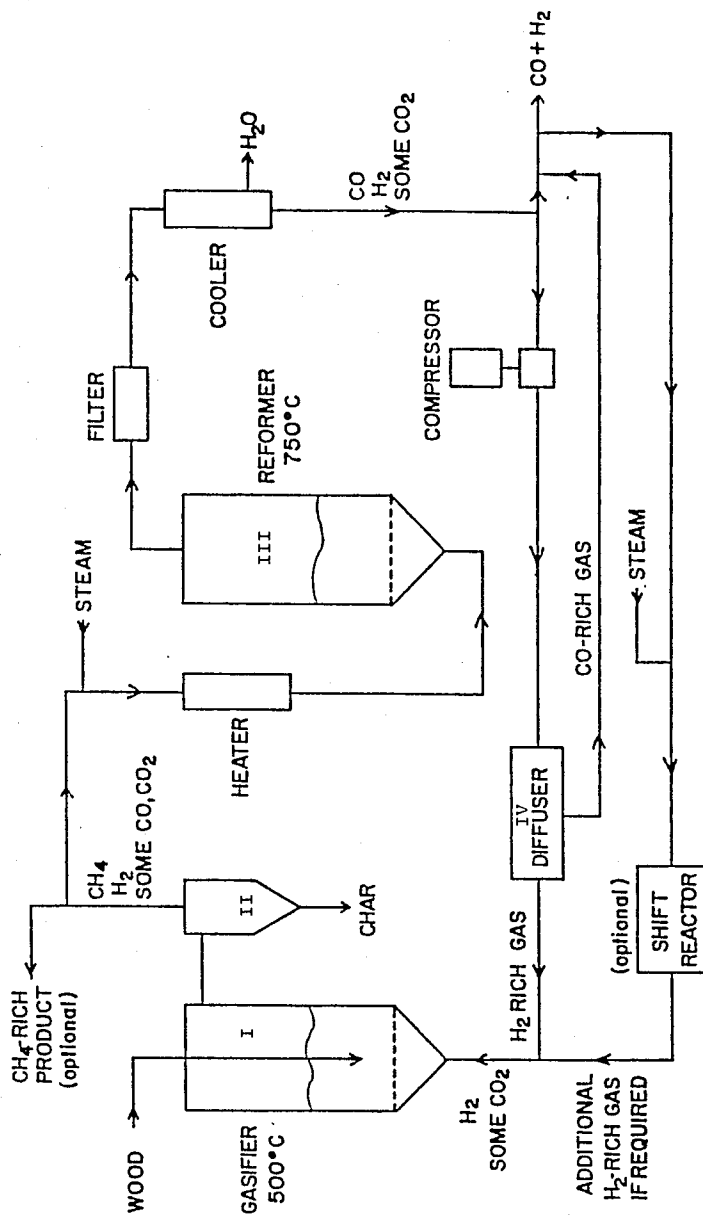 WOOD
GASIFIER
500°C
I
II
CHAR
CH4-RICH
PRODUCT
(optional)
CH4
H2
SOME CO,CO2
STEAM
HEATER
III
REFORMER
750°C
FILTER
COOLER
H2O
CO
H2
SOME CO2
CO+H2
COMPRESSOR
IV
DIFFUSER
H2 RICH GAS
CO-RICH GAS
STEAM
(optional)
SHIFT
REACTOR
H2
SOME CO2
ADDITIONAL
H2-RICH GAS
IF REQUIRED